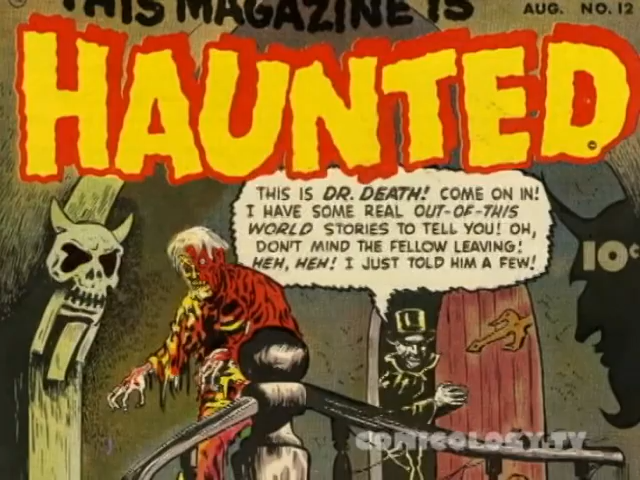 THIS MAGAZINE IS
AUG. NO. 12
HAUNTED
THIS IS DR. DEATH! COME ON IN!
I HAVE SOME REAL OUT-OF-THIS
WORLD STORIES TO TELL YOU! OH,
DON'T MIND THE FELLOW LEAVING!
HEH, HEH! I JUST TOLD HIM A FEW!
10¢
COMICOLOGY.TV